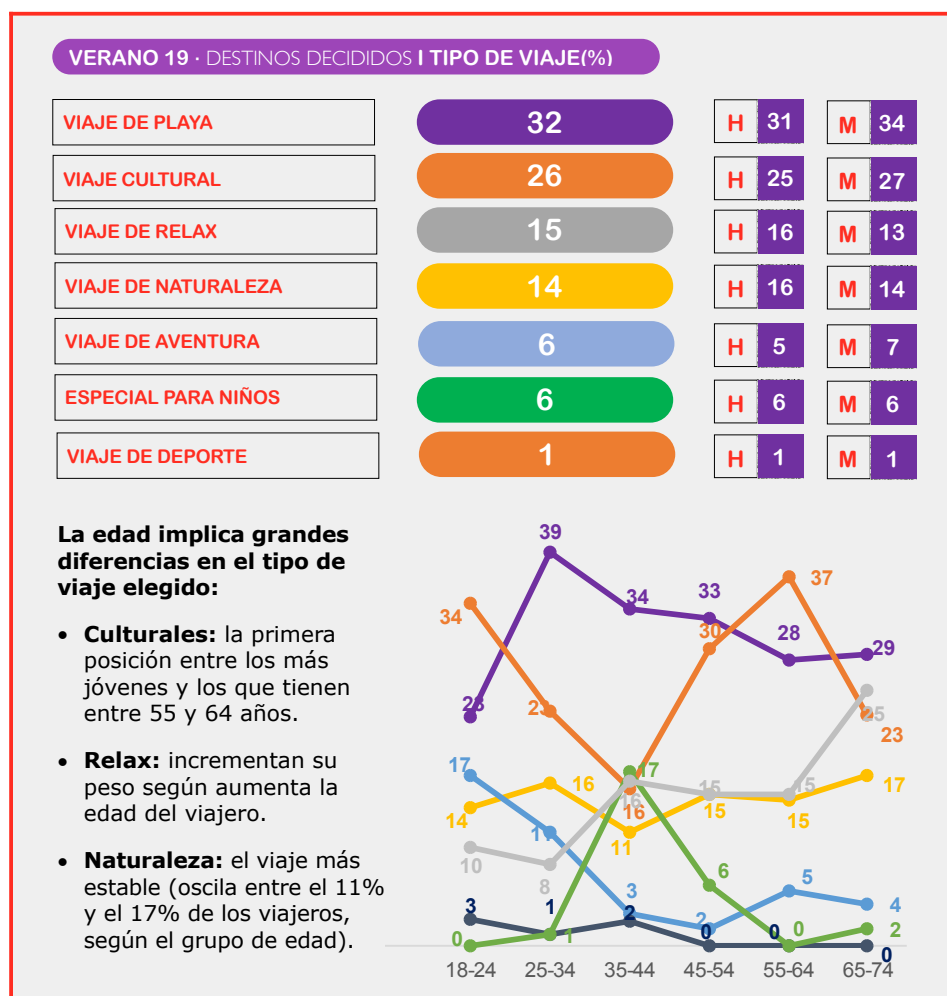 VERANO 19 · DESTINOS DECIDIDOS I TIPO DE VIAJE(%)
VIAJE DE PLAYA 32 H 31 M 34
VIAJE CULTURAL 26 H 25 M 27
VIAJE DE RELAX 15 H 16 M 13
VIAJE DE NATURALEZA 14 H 16 M 14
VIAJE DE AVENTURA 6 H 5 M 7
ESPECIAL PARA NIÑOS 6 H 6 M 6
VIAJE DE DEPORTE 1 H 1 M 1
La edad implica grandes
diferencias en el tipo de
viaje elegido:
• Culturales: la primera
posición entre los más
jóvenes y los que tienen
entre 55 y 64 años.
• Relax: incrementan su
peso según aumenta la
edad del viajero.
• Naturaleza: el viaje más
estable (oscila entre el 11%
y el 17% de los viajeros,
según el grupo de edad).
39 34 33 28 29
34 23 16 30 37 23
10 8 16 15 15 25
14 16 11 15 15 17
17 11 3 2 5 4
0 1 17 6 0 2
3 1 2 0 0 0
18-24 25-34 35-44 45-54 55-64 65-74